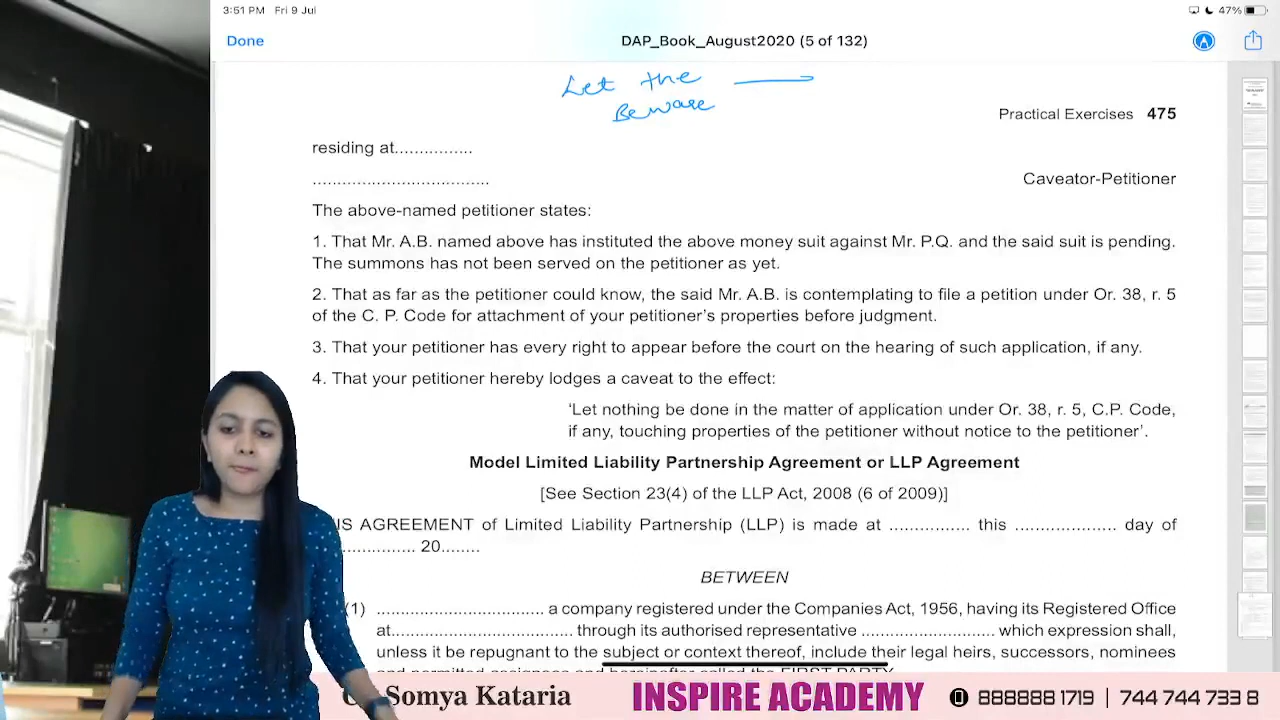 3:51 PM Fri 9 Jul
47%
Done
DAP_Book_August2020 (5 of 132)
Let the
Beware
Practical Exercises 475
residing at................
....................................
Caveator-Petitioner
The above-named petitioner states:
1. That Mr. A.B. named above has instituted the above money suit against Mr. P.Q. and the said suit is pending.
The summons has not been served on the petitioner as yet.
2. That as far as the petitioner could know, the said Mr. A.B. is contemplating to file a petition under Or. 38, r. 5
of the C. P. Code for attachment of your petitioner's properties before judgment.
3. That your petitioner has every right to appear before the court on the hearing of such application, if any.
4. That your petitioner hereby lodges a caveat to the effect:
'Let nothing be done in the matter of application under Or. 38, r. 5, C.P. Code,
if any, touching properties of the petitioner without notice to the petitioner'.
Model Limited Liability Partnership Agreement or LLP Agreement
[See Section 23(4) of the LLP Act, 2008 (6 of 2009)]
IS AGREEMENT of Limited Liability Partnership (LLP) is made at ................ this .................... day of
............... 20........
BETWEEN
(1) .................................. a company registered under the Companies Act, 1956, having its Registered Office
at.................................... through its authorised representative ........................... which expression shall,
unless it be repugnant to the subject or context thereof, include their legal heirs, successors, nominees
and permitted assignees and hereinafter called the FIRST PARTY
Somya Kataria
INSPIRE ACADEMY
888888 1719 | 744 744 733 8